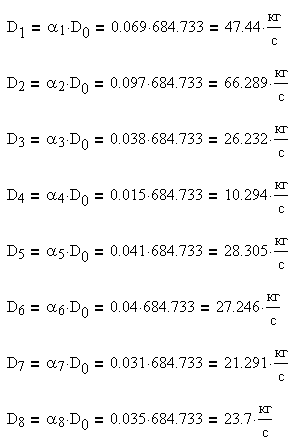 D₁ = α₁·D₀ = 0.069·684.733 = 47.44·кг/с
D₂ = α₂·D₀ = 0.097·684.733 = 66.289·кг/с
D₃ = α₃·D₀ = 0.038·684.733 = 26.232·кг/с
D₄ = α₄·D₀ = 0.015·684.733 = 10.294·кг/с
D₅ = α₅·D₀ = 0.041·684.733 = 28.305·кг/с
D₆ = α₆·D₀ = 0.04·684.733 = 27.246·кг/с
D₇ = α₇·D₀ = 0.031·684.733 = 21.291·кг/с
D₈ = α₈·D₀ = 0.035·684.733 = 23.7·кг/с